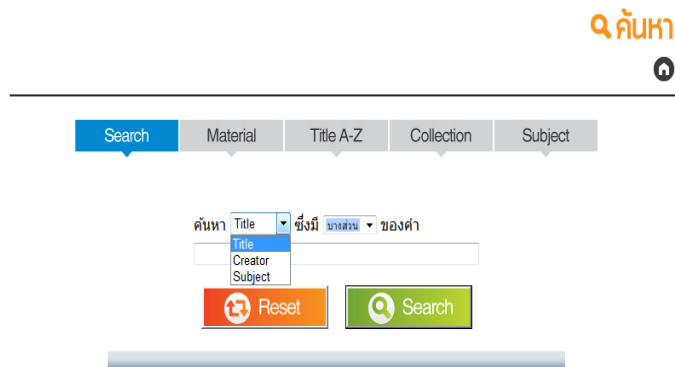 ค้นหา
Search Material Title A-Z Collection Subject
ค้นหา Title ซึ่งมี บางส่วน ของคำ
Title
Creator
Subject
Reset Search